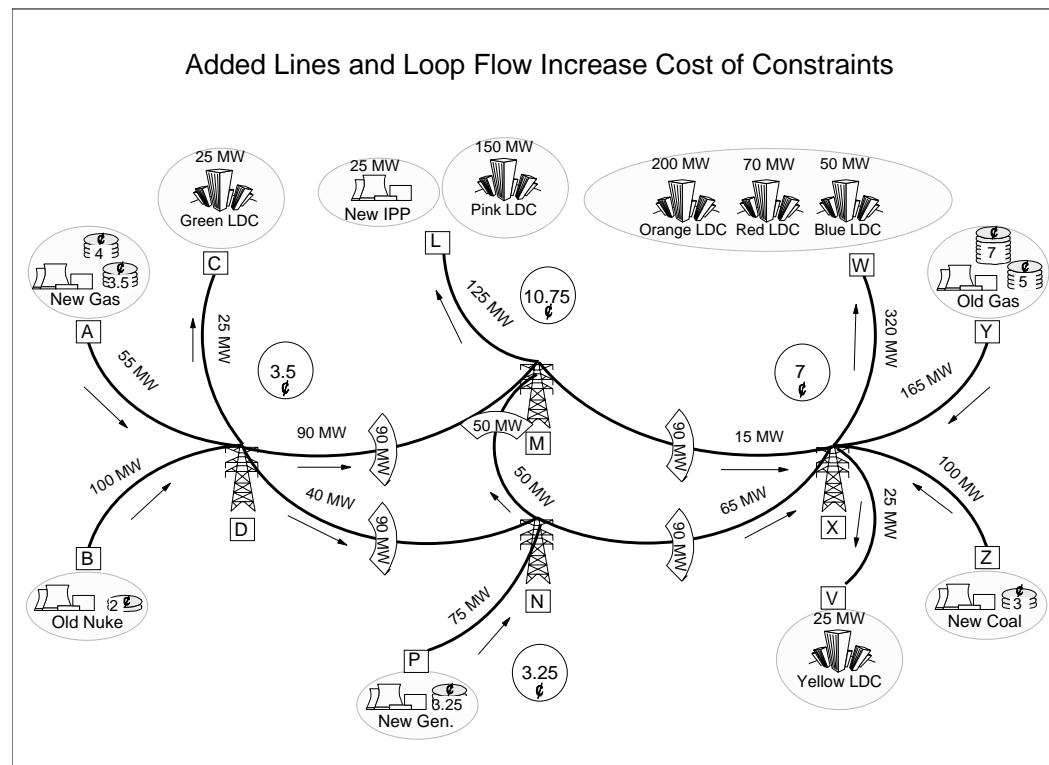 Added Lines and Loop Flow Increase Cost of Constraints
25 MW
Green LDC
25 MW
New IPP
150 MW
Pink LDC
200 MW
70 MW
50 MW
Orange LDC
Red LDC
Blue LDC
¢
4
¢
3.5
New Gas
¢
7
¢
5
Old Gas
C
L
W
A
Y
125 MW
10.75
¢
25 MW
55 MW
3.5
¢
7
¢
320 MW
165 MW
90 MW
90 MW
50 MW
M
90 MW
15 MW
100 MW
40 MW
90 MW
50 MW
90 MW
65 MW
25 MW
100 MW
D
X
B
N
V
Z
2
¢
Old Nuke
75 MW
25 MW
Yellow LDC
¢
3
New Coal
P
3.25
¢
¢
3.25
New Gen.